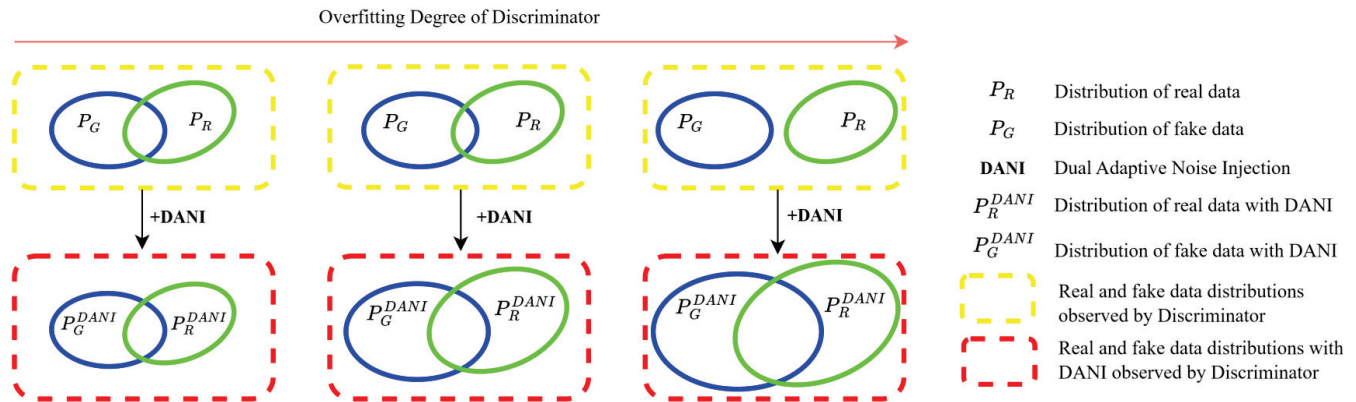 Overfitting Degree of Discriminator
P_G P_R
P_G P_R
P_G P_R
+DANI
+DANI
+DANI
P_G^{DANI} P_R^{DANI}
P_G^{DANI} P_R^{DANI}
P_G^{DANI} P_R^{DANI}
P_R Distribution of real data
P_G Distribution of fake data
DANI Dual Adaptive Noise Injection
P_R^{DANI} Distribution of real data with DANI
P_G^{DANI} Distribution of fake data with DANI
Real and fake data distributions
observed by Discriminator
Real and fake data distributions with
DANI observed by Discriminator